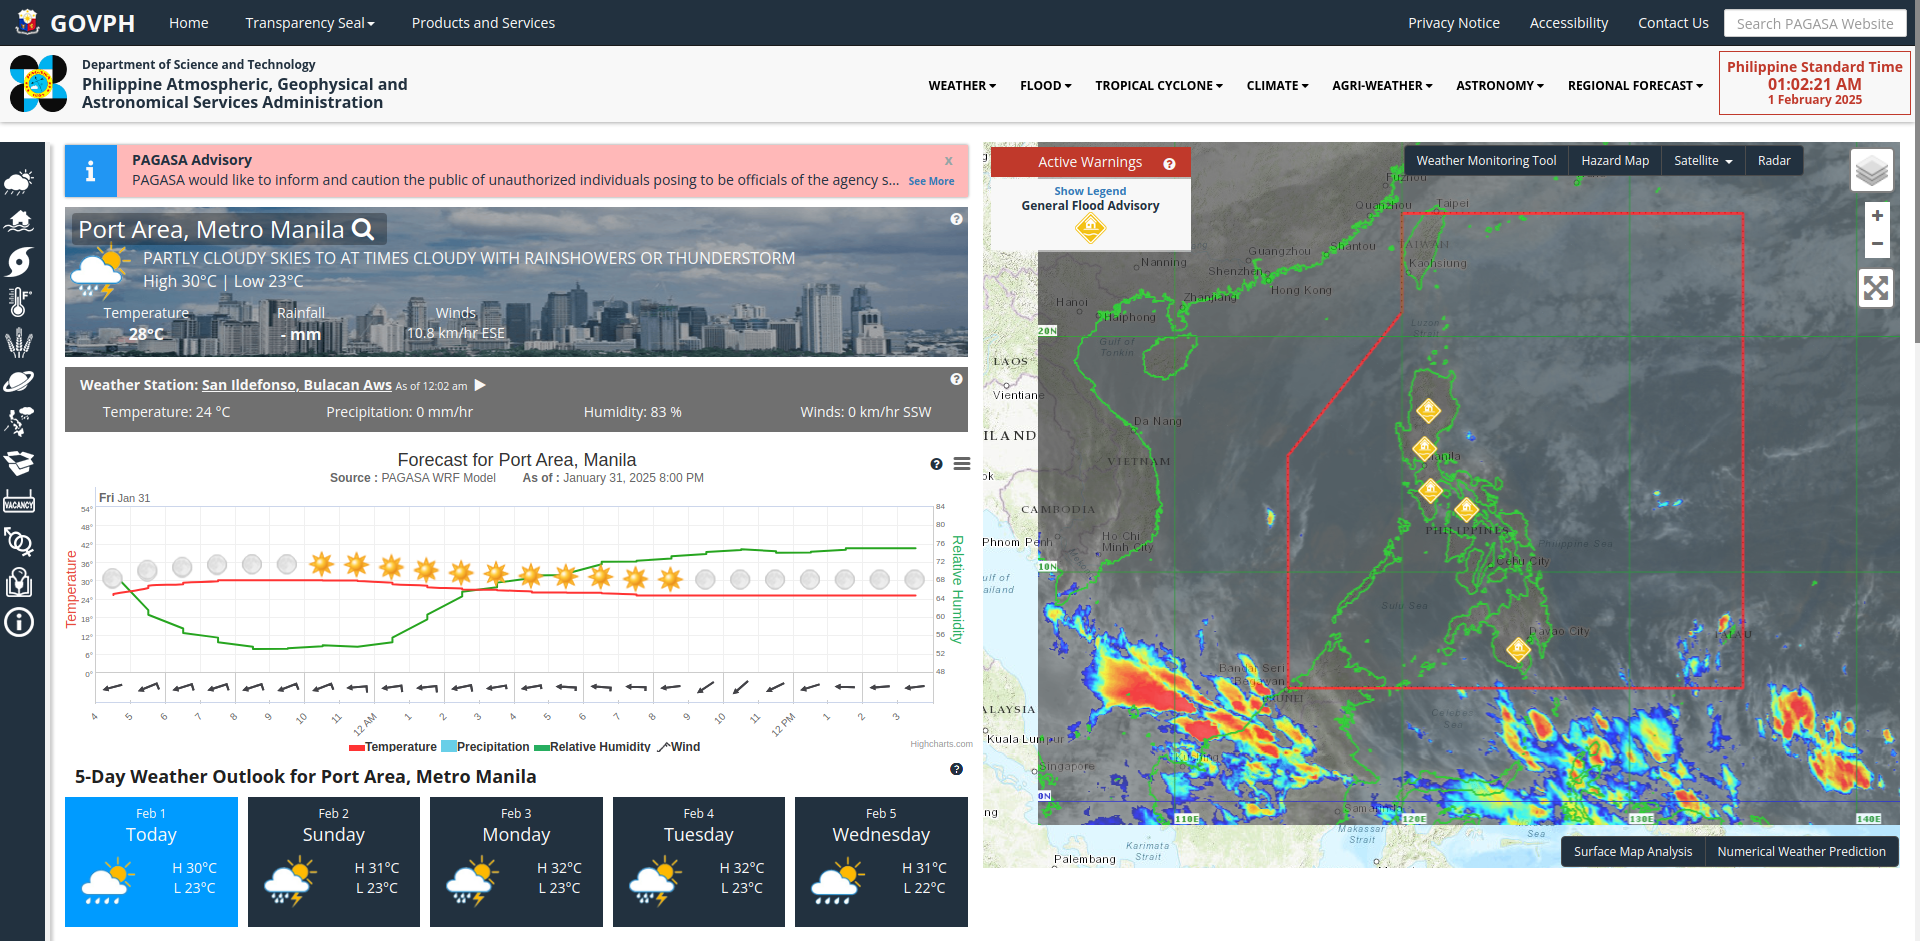 GOVPH
Home
Transparency Seal
Products and Services
Privacy Notice
Accessibility
Contact Us
Search PAGASA Website
Department of Science and Technology
Philippine Atmospheric, Geophysical and
Astronomical Services Administration
WEATHER
FLOOD
TROPICAL CYCLONE
CLIMATE
AGRI-WEATHER
ASTRONOMY
REGIONAL FORECAST
Philippine Standard Time
01:02:21 AM
1 February 2025
VACANCY
PAGASA Advisory
x
PAGASA would like to inform and caution the public of unauthorized individuals posing to be officials of the agency s...
See More
Port Area, Metro Manila
PARTLY CLOUDY SKIES TO AT TIMES CLOUDY WITH RAINSHOWERS OR THUNDERSTORM
High 30°C | Low 23°C
Temperature
28°C
Rainfall
- mm
Winds
10.8 km/hr ESE
Weather Station: San Ildefonso, Bulacan Aws As of 12:02 am
Temperature: 24 °C
Precipitation: 0 mm/hr
Humidity: 83 %
Winds: 0 km/hr SSW
Forecast for Port Area, Manila
Source : PAGASA WRF Model As of : January 31, 2025 8:00 PM
Fri Jan 31
Temperature
54°
48°
42°
36°
30°
24°
18°
12°
6°
0°
84
80
76
72
68
64
60
56
52
48
Relative Humidity
4 5 6 7 8 9 10 11 12 AM 1 2 3 4 5 6 7 8 9 10 11 12 PM 1 2 3
Temperature Precipitation Relative Humidity Wind
Highcharts.com
5-Day Weather Outlook for Port Area, Metro Manila
Feb 1
Today
H 30°C
L 23°C
Feb 2
Sunday
H 31°C
L 23°C
Feb 3
Monday
H 32°C
L 23°C
Feb 4
Tuesday
H 32°C
L 23°C
Feb 5
Wednesday
H 31°C
L 22°C
Active Warnings
Show Legend
General Flood Advisory
Weather Monitoring Tool
Hazard Map
Satellite
Radar
+
−
Fuzhou
Quanzhou
Taipei
TAIWAN
Kaohsiung
Guangzhou
Shantou
Nanning
Shenzhen
Hong Kong
Hanoi
Zhanjiang
Haiphong
20N
Luzon
Strait
Gulf of
Tonkin
LAOS
Vientiane
Da Nang
ILAND
VIETNAM
Manila
ok
CAMBODIA
PHILIPPINES
Phnom Penh
Ho Chi
Minh City
Philippine Sea
Cebu City
10N
ulf of
ailand
Sulu Sea
Davao City
PALAU
Bandar Seri
Begawan
BRUNEI
ALAYSIA
Celebes
Sea
Kuala Lumpur
Kuching
Singapore
0N
Samarinda
110E
120E
130E
140E
ng
Makassar
Strait
Sea
Karimata
Strait
Palembang
Surface Map Analysis
Numerical Weather Prediction